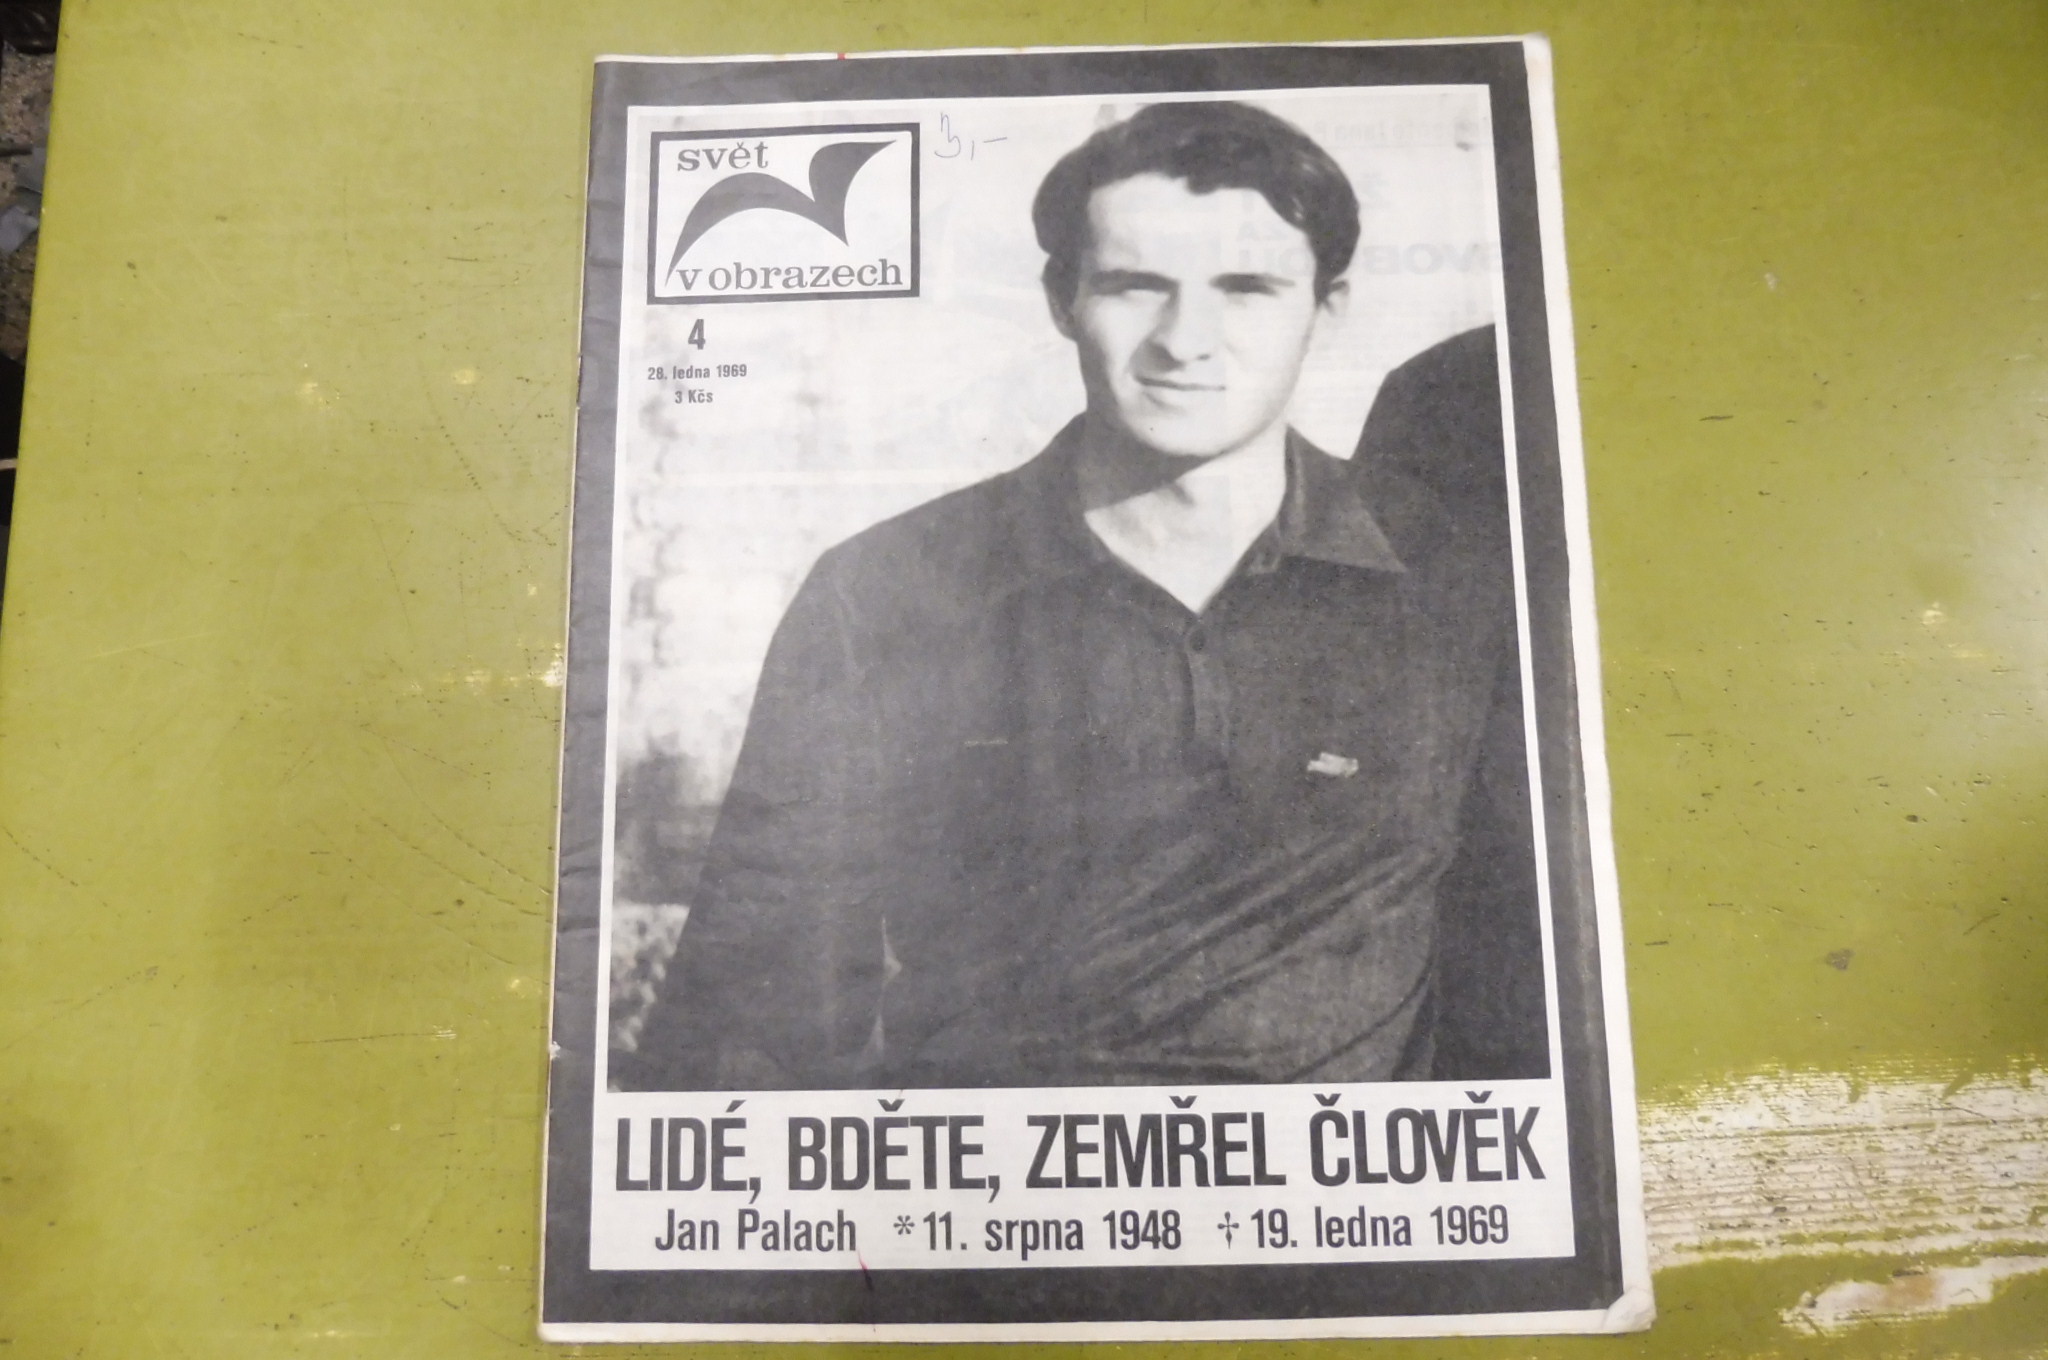 svět
v obrazech
3,-
4
28. ledna 1969
3 Kčs
LIDÉ, BDĚTE, ZEMŘEL ČLOVĚK
Jan Palach *11. srpna 1948 ✝19. ledna 1969